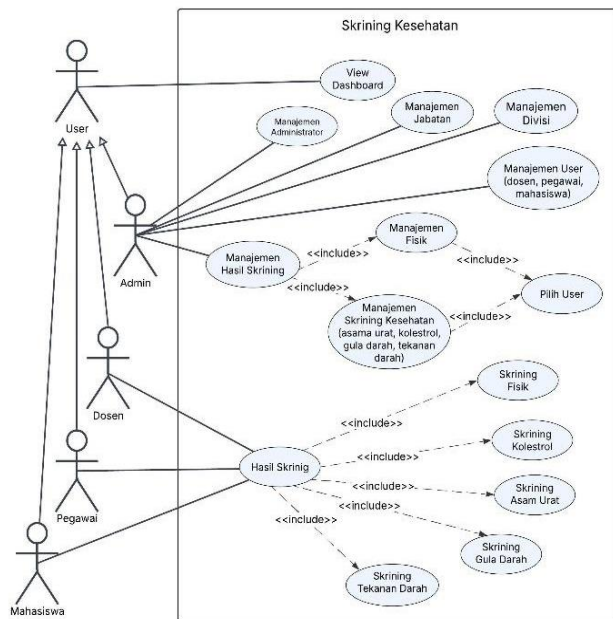 Skrining Kesehatan
View
Dashboard
User
Manajemen
Administrator
Manajemen
Jabatan
Manajemen
Divisi
Manajemen User
(dosen, pegawai,
mahasiswa)
Admin
Manajemen
Hasil Skrining
<<include>>
Manajemen
Fisik
<<include>>
<<include>>
Manajemen
Skrining Kesehatan
(asama urat, kolestrol,
gula darah, tekanan
darah)
<<include>>
Pilih User
Dosen
Skrining
Fisik
<<include>>
Pegawai
Hasil Skrinig
<<include>>
Skrining
Kolestrol
<<include>>
Skrining
Asam Urat
<<include>>
<<include>>
Skrining
Gula Darah
Skrining
Tekanan Darah
Mahasiswa